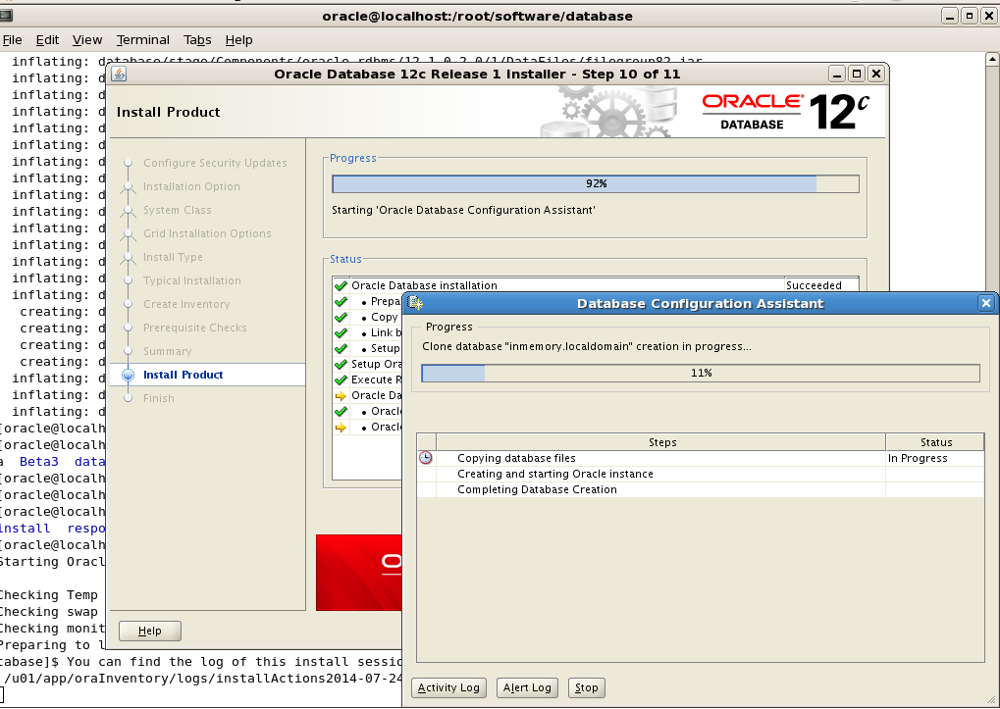 oracle@localhost:/root/software/database
File Edit View Terminal Tabs Help
inflating: database/stage/Components/oracle.rdbms/12.1.0.2.0/1/DataFiles/filegroup82.jar
inflating: d
inflating: d
inflating: d
inflating: d
inflating: d
inflating: d
inflating: d
inflating: d
inflating: d
inflating: d
inflating: d
inflating: d
inflating: d
inflating: d
creating: d
creating: d
creating: d
creating: d
inflating: d
inflating: d
inflating: d
[oracle@localh
[oracle@localh
a Beta3 data
[oracle@localh
[oracle@localh
[oracle@localh
install respo
[oracle@localh
Starting Oracl
Checking Temp
Checking swap
Checking monit
Preparing to l
tabase]$ You can find the log of this install sessic
/u01/app/oraInventory/logs/installActions2014-07-24
Oracle Database 12c Release 1 Installer - Step 10 of 11
Install Product
ORACLE
DATABASE 12c
Configure Security Updates
Installation Option
System Class
Grid Installation Options
Install Type
Typical Installation
Create Inventory
Prerequisite Checks
Summary
Install Product
Finish
Progress
92%
Starting 'Oracle Database Configuration Assistant'
Status
Oracle Database installation Succeeded
• Prepa
• Copy
• Link b
• Setup
Setup Ora
Execute R
Oracle Da
• Oracl
• Oracl
O
Help
Database Configuration Assistant
Progress
Clone database "inmemory.localdomain" creation in progress...
11%
Steps Status
Copying database files In Progress
Creating and starting Oracle instance
Completing Database Creation
Activity Log Alert Log Stop